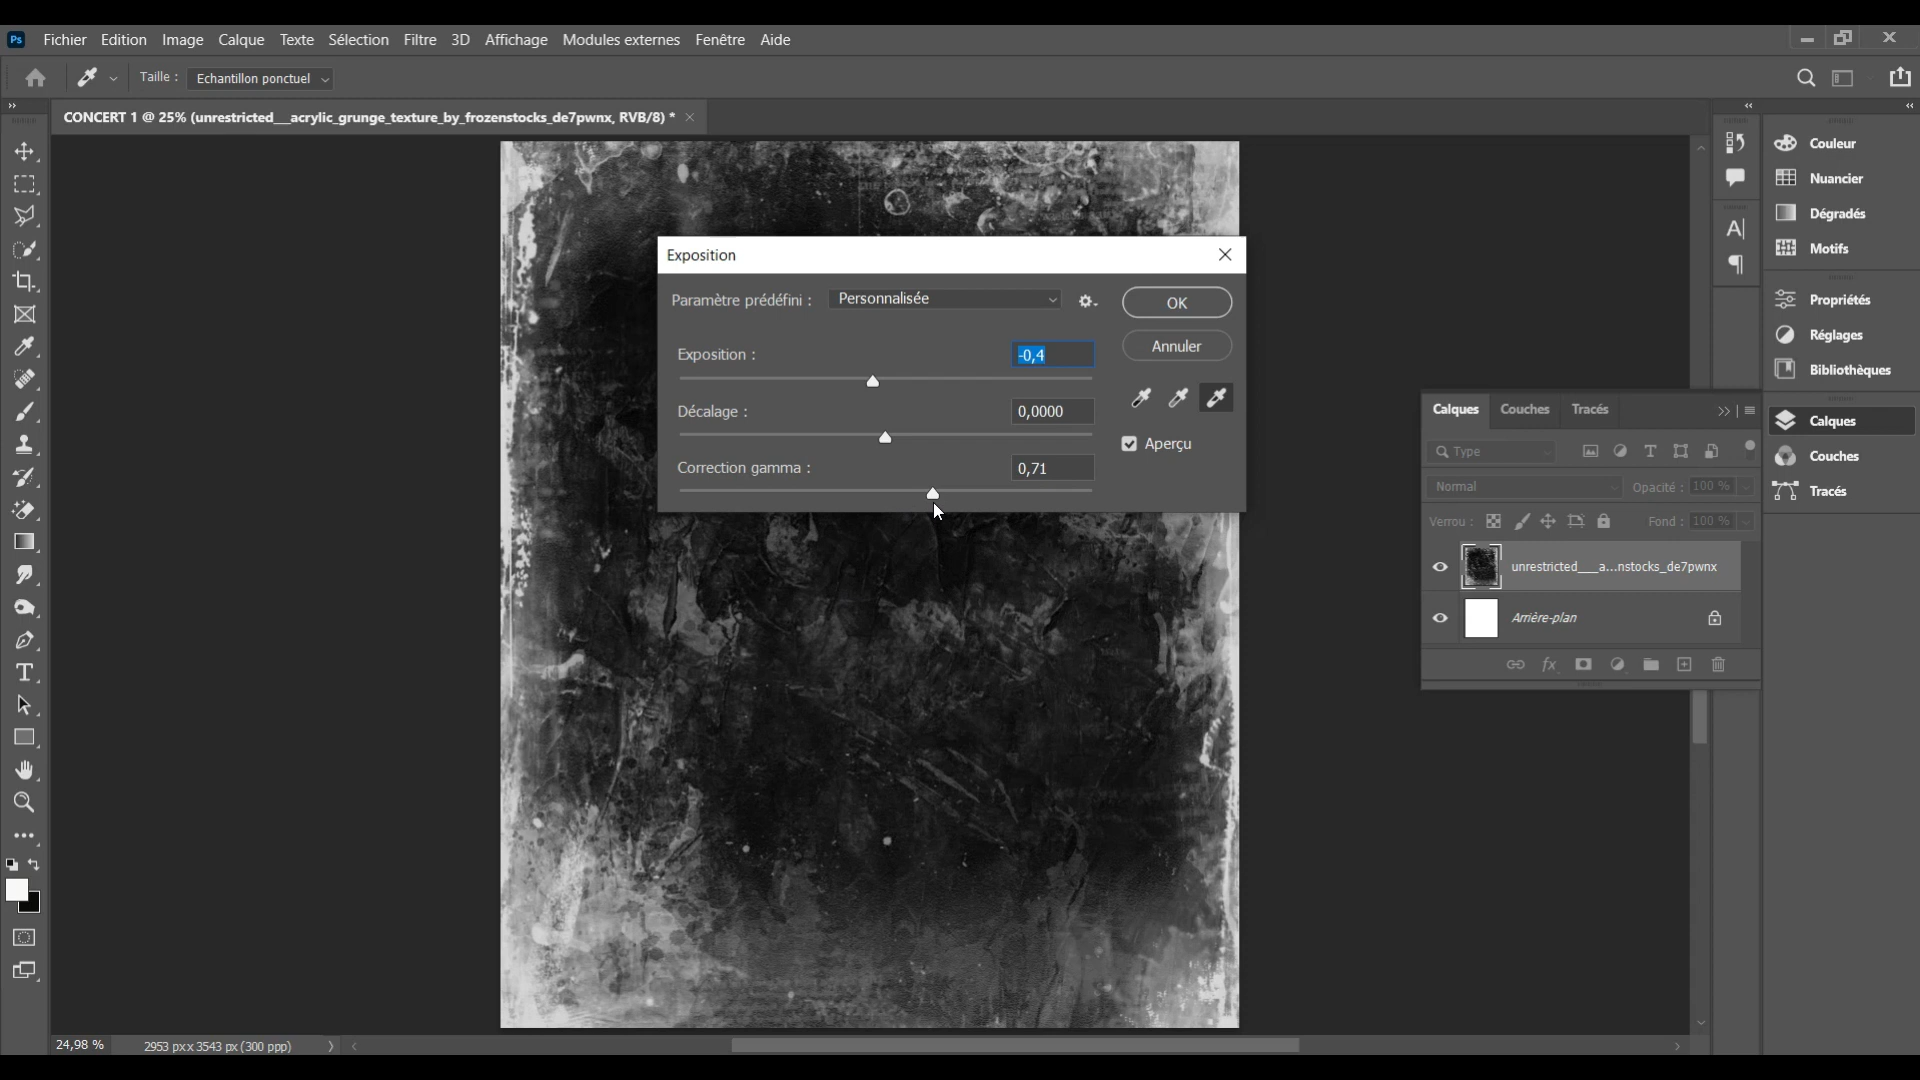 Ps Fichier Edition Image Calque Texte Sélection Filtre 3D Affichage Modules externes Fenêtre Aide
Taille : Echantillon ponctuel
CONCERT 1 @ 25% (unrestricted___acrylic_grunge_texture_by_frozenstocks_de7pwnx, RVB/8) *
Exposition
Paramètre prédéfini : Personnalisée
OK
Exposition : -0,4
Annuler
Décalage : 0,0000
Aperçu
Correction gamma : 0,71
Couleur
Nuancier
Dégradés
Motifs
Propriétés
Réglages
Bibliothèques
Calques
Couches
Tracés
Calques Couches Tracés
Type
Normal Opacité : 100 %
Verrou : Fond : 100 %
unrestricted___a...nstocks_de7pwnx
Arrière-plan
24,98 % 2953 px x 3543 px (300 ppp)